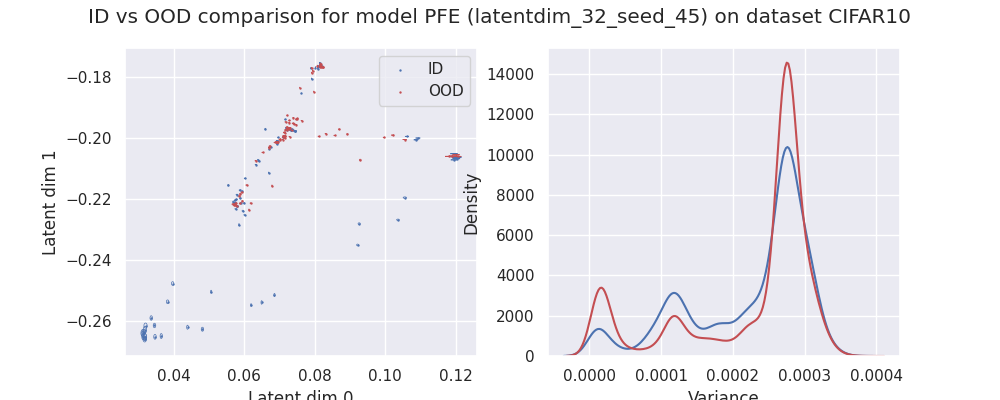 ID vs OOD comparison for model PFE (latentdim_32_seed_45) on dataset CIFAR10
ID
OOD
Latent dim 1
−0.18
−0.20
−0.22
−0.24
−0.26
0.04 0.06 0.08 0.10 0.12
Latent dim 0
Density
14000
12000
10000
8000
6000
4000
2000
0
0.0000 0.0001 0.0002 0.0003 0.0004
Variance